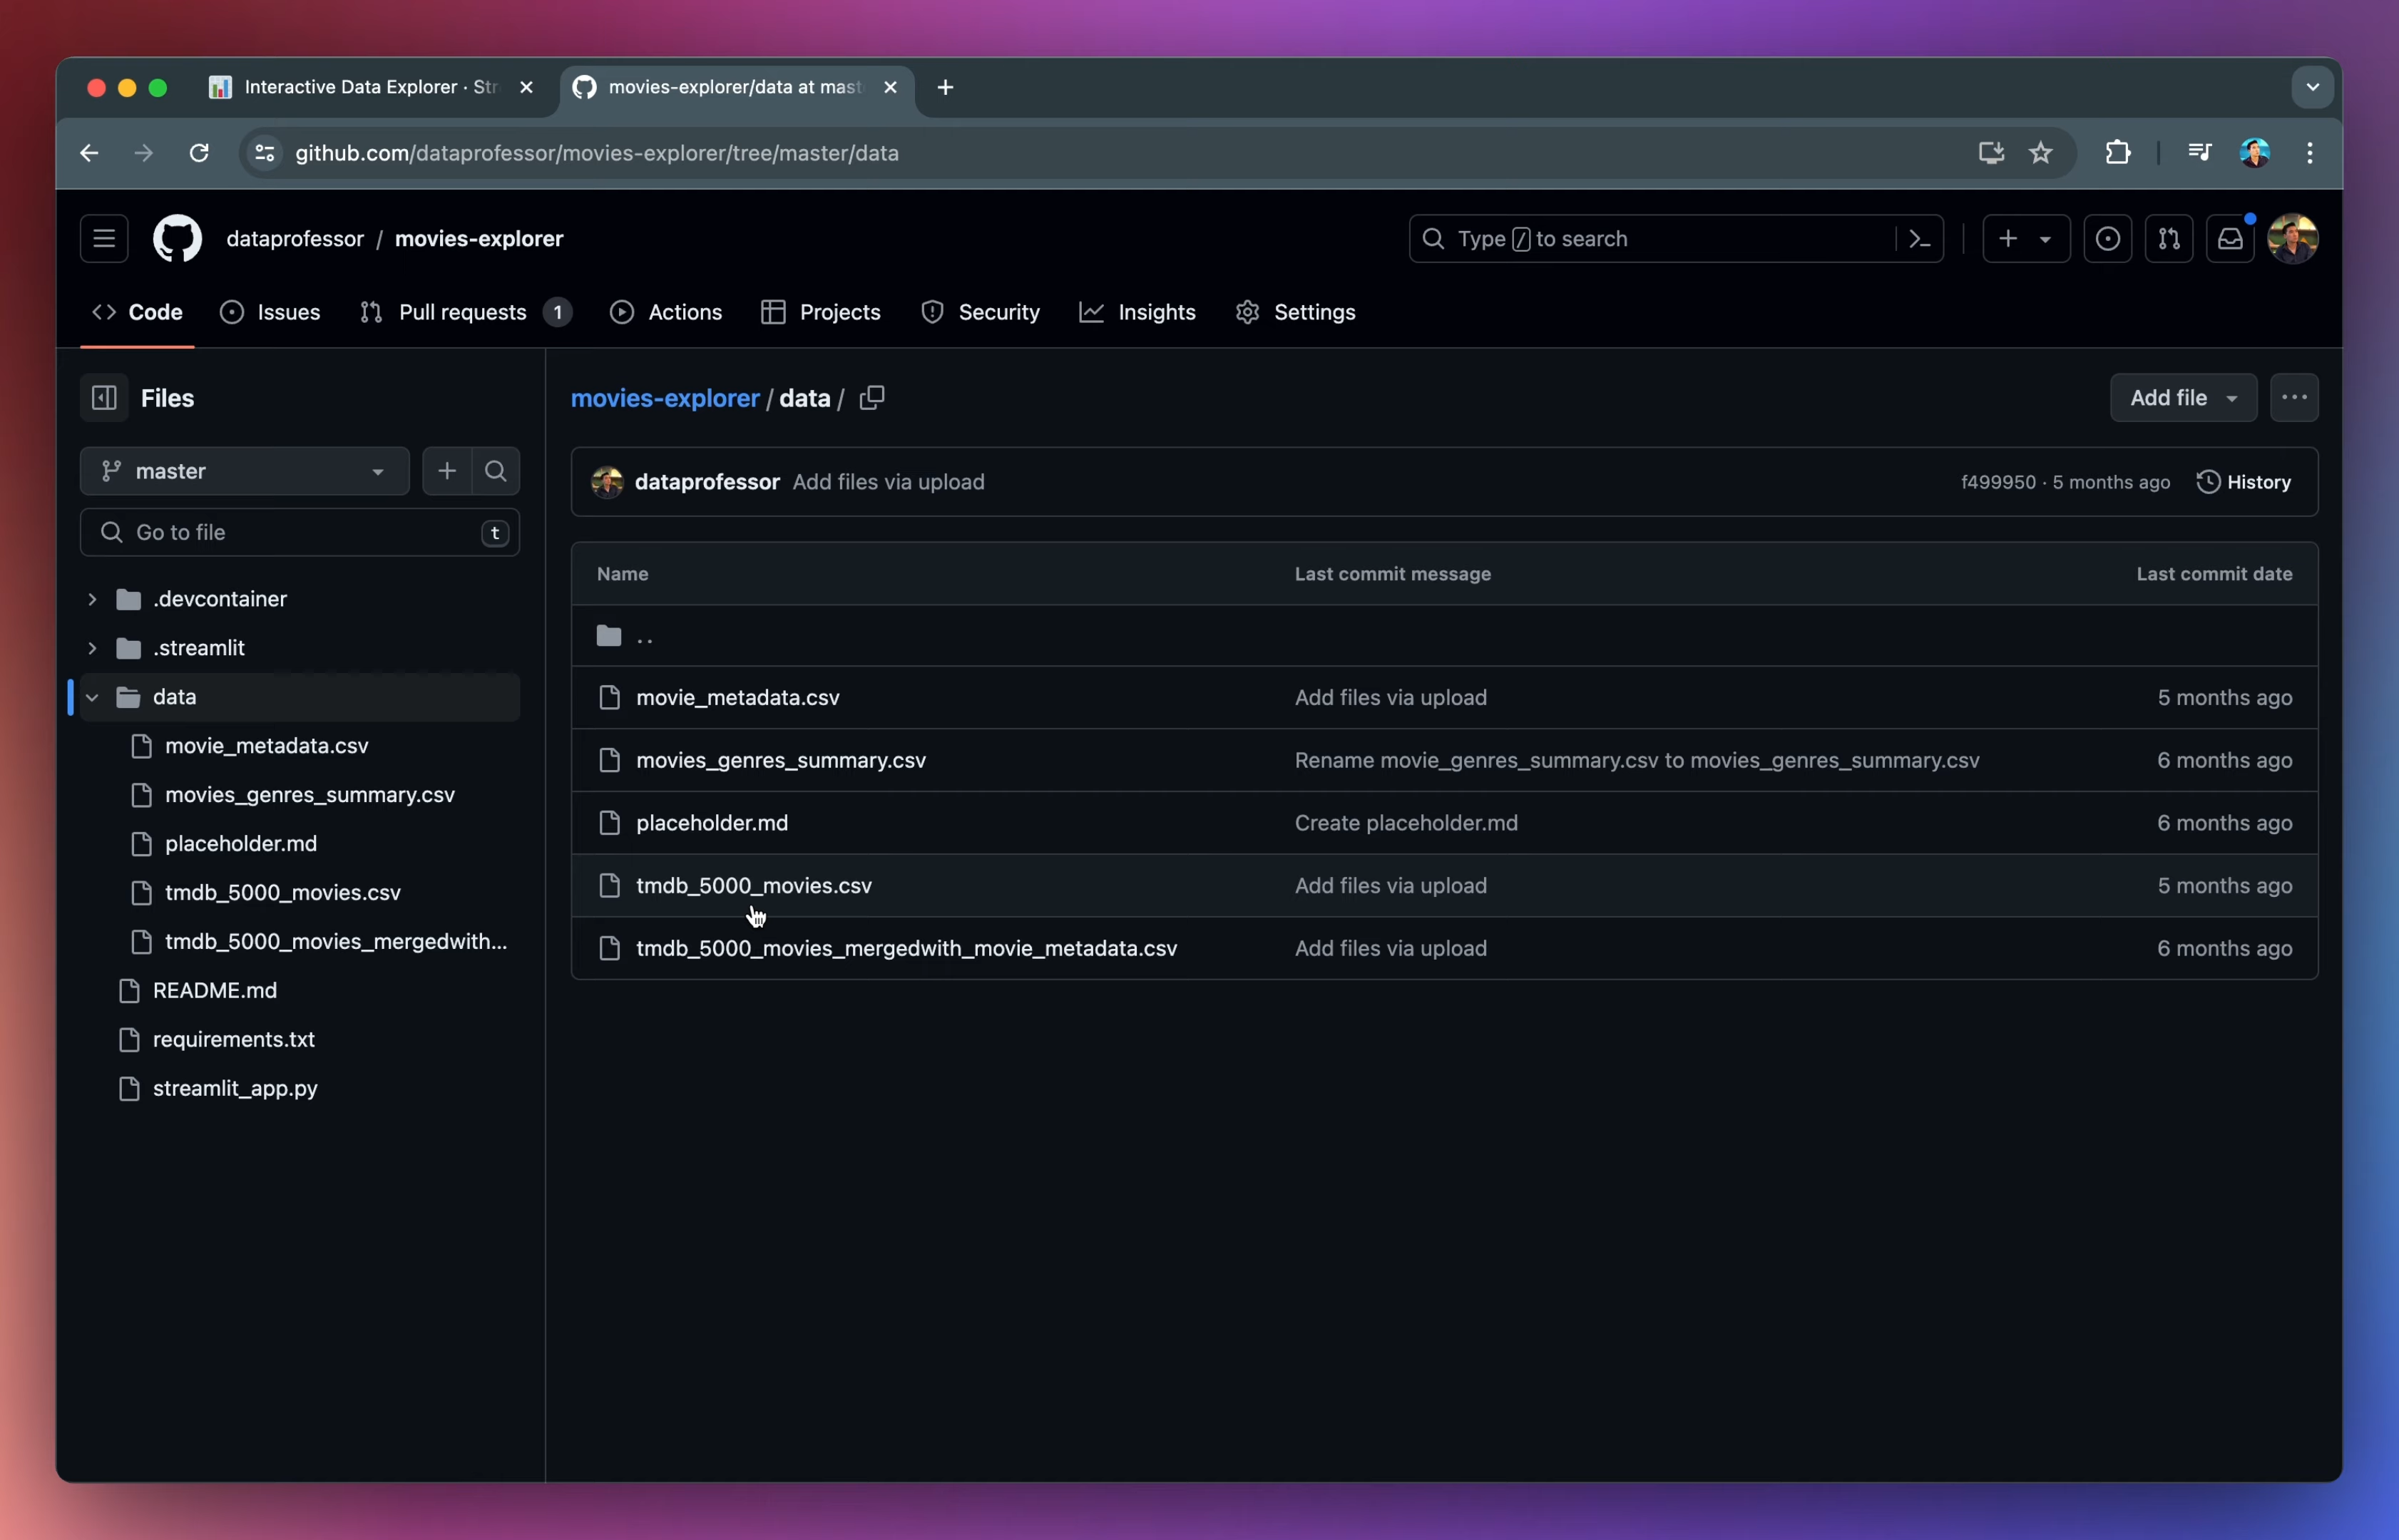 Interactive Data Explorer · Str
movies-explorer/data at mast
github.com/dataprofessor/movies-explorer/tree/master/data
dataprofessor / movies-explorer
Type / to search
Code
Issues
Pull requests 1
Actions
Projects
Security
Insights
Settings
Files
master
Go to file t
.devcontainer
.streamlit
data
movie_metadata.csv
movies_genres_summary.csv
placeholder.md
tmdb_5000_movies.csv
tmdb_5000_movies_mergedwith...
README.md
requirements.txt
streamlit_app.py
movies-explorer / data /
Add file
dataprofessor Add files via upload
f499950 · 5 months ago
History
Name Last commit message Last commit date
..
movie_metadata.csv Add files via upload 5 months ago
movies_genres_summary.csv Rename movie_genres_summary.csv to movies_genres_summary.csv 6 months ago
placeholder.md Create placeholder.md 6 months ago
tmdb_5000_movies.csv Add files via upload 5 months ago
tmdb_5000_movies_mergedwith_movie_metadata.csv Add files via upload 6 months ago